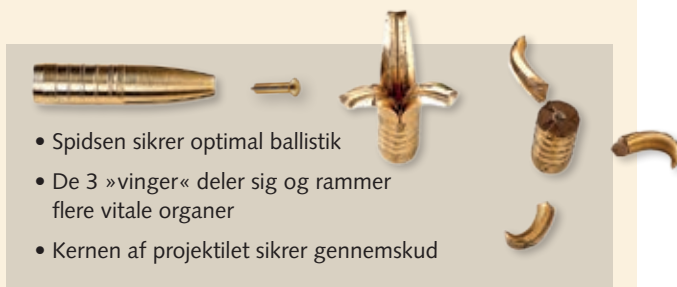 • Spidsen sikrer optimal ballistik
• De 3 »vinger« deler sig og rammer
flere vitale organer
• Kernen af projektilet sikrer gennemskud